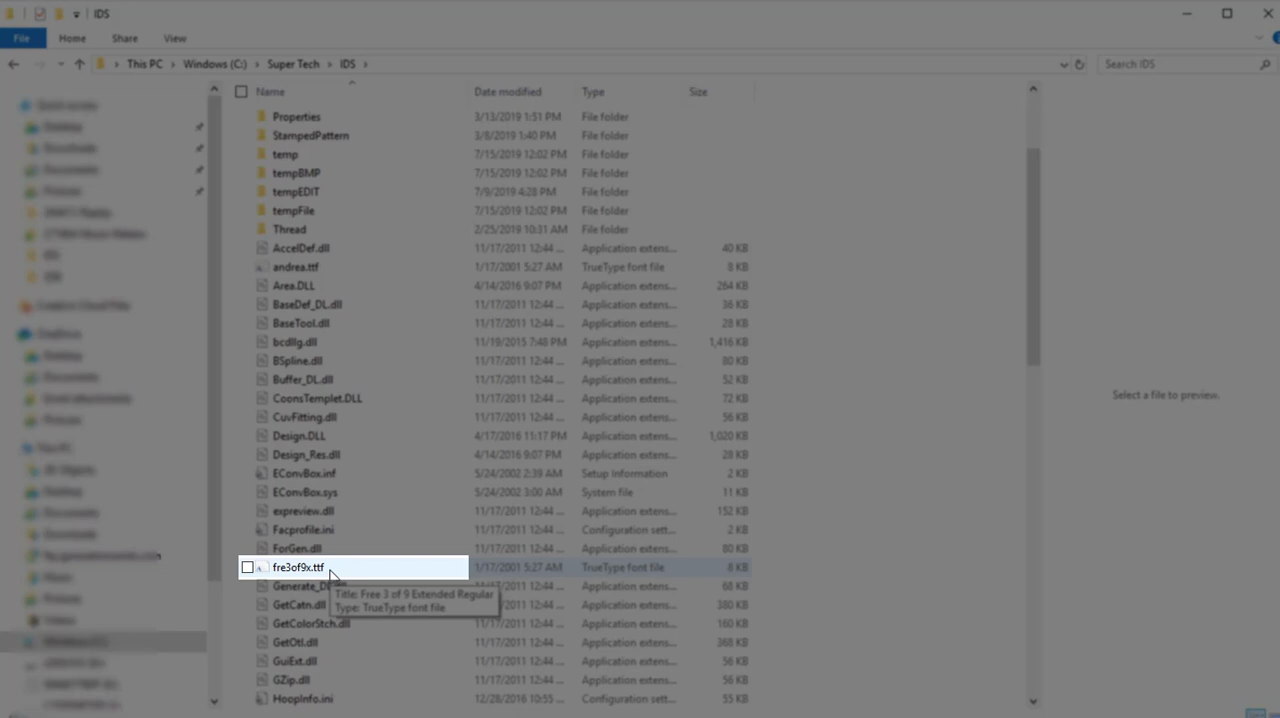 IDS
File Home Share View
This PC > Windows (C:) > Super Tech > IDS >
Search IDS
Name Date modified Type Size
Properties 3/13/2019 1:51 PM File folder
StampedPattern 3/8/2019 1:40 PM File folder
temp 7/15/2019 12:02 PM File folder
tempBMP 7/15/2019 12:02 PM File folder
tempEDIT 7/9/2019 4:28 PM File folder
tempFile 7/15/2019 12:02 PM File folder
Thread 2/25/2019 10:31 AM File folder
AccelDef.dll 11/17/2011 12:44 ... Application extens... 40 KB
andrea.ttf 1/17/2001 5:27 AM TrueType font file 8 KB
Area.DLL 4/14/2016 9:07 PM Application extens... 264 KB
BaseDef_DL.dll 11/17/2011 12:44 ... Application extens... 36 KB
BaseTool.dll 11/17/2011 12:44 ... Application extens... 28 KB
bcdllg.dll 11/19/2015 7:48 PM Application extens... 1,416 KB
BSpline.dll 11/17/2011 12:44 ... Application extens... 80 KB
Buffer_DL.dll 11/17/2011 12:44 ... Application extens... 52 KB
CoonsTemplet.DLL 11/17/2011 12:44 ... Application extens... 72 KB
CuvFitting.dll 11/17/2011 12:44 ... Application extens... 56 KB
Design.DLL 4/17/2016 11:17 PM Application extens... 1,020 KB
Design_Res.dll 4/14/2016 9:07 PM Application extens... 28 KB
EConvBox.inf 5/24/2002 2:39 AM Setup Information 2 KB
EConvBox.sys 5/24/2002 3:00 AM System file 11 KB
expreview.dll 11/17/2011 12:44 ... Application extens... 152 KB
Facprofile.ini 11/17/2011 12:44 ... Configuration sett... 2 KB
ForGen.dll 11/17/2011 12:44 ... Application extens... 80 KB
fre3of9x.ttf 1/17/2001 5:27 AM TrueType font file 8 KB
12:44 ... Application extens... 68 KB
Title: Free 3 of 9 Extended Regular
Type: TrueType font file
GetCatn.dll 12:44 ... Application extens... 380 KB
GetColorStch.dll 11/17/2011 12:44 ... Application extens... 160 KB
GetOtl.dll 11/17/2011 12:44 ... Application extens... 368 KB
GuiExt.dll 11/17/2011 12:44 ... Application extens... 56 KB
GZip.dll 11/17/2011 12:44 ... Application extens... 56 KB
HoopInfo.ini 12/28/2016 10:55 ... Configuration sett... 55 KB
Select a file to preview.